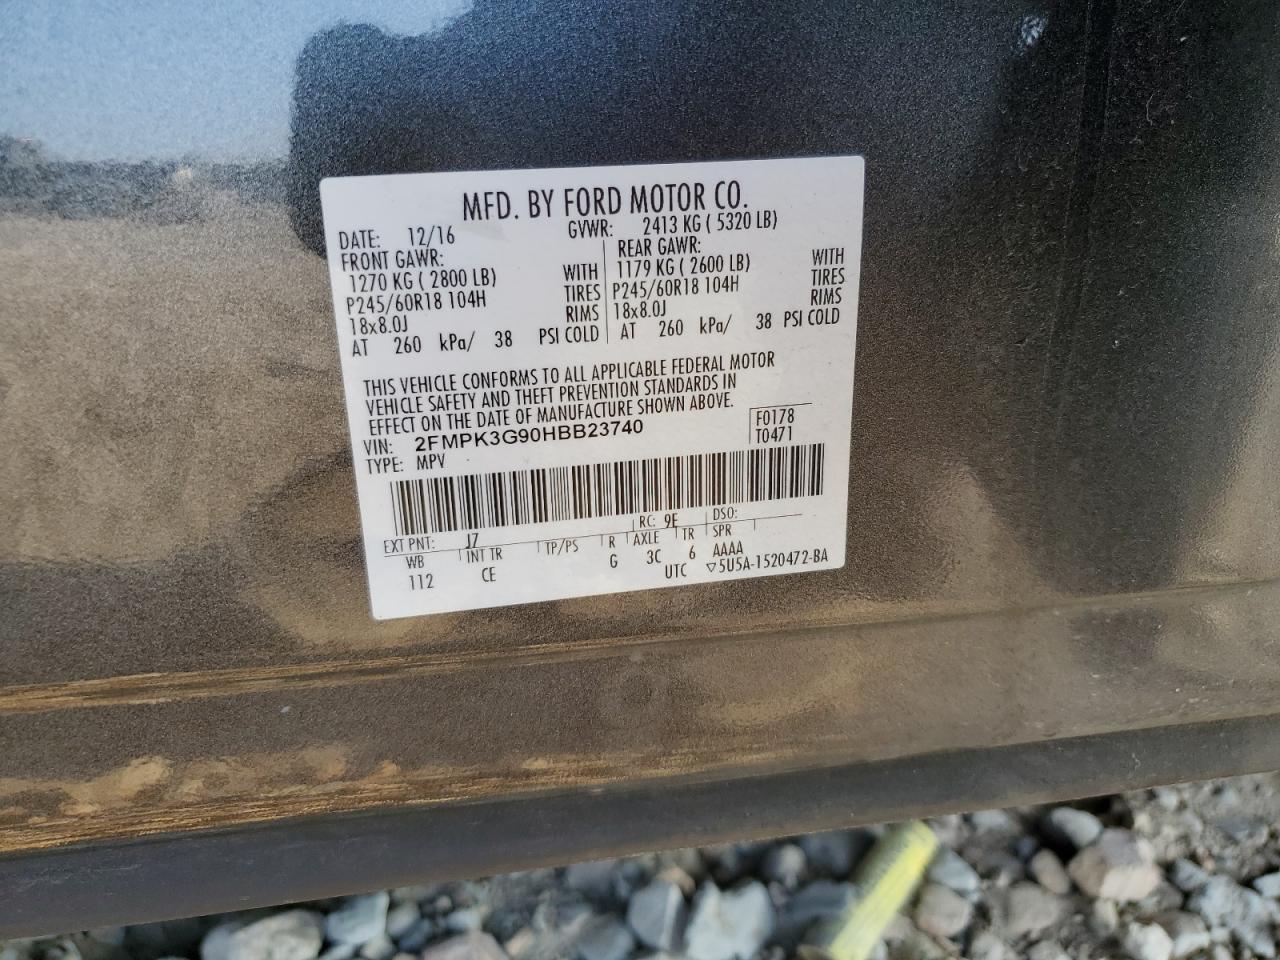 MFD. BY FORD MOTOR CO.
DATE: 12/16 GVWR: 2413 KG ( 5320 LB)
FRONT GAWR: REAR GAWR:
1270 KG ( 2800 LB) WITH 1179 KG ( 2600 LB) WITH
P245/60R18 104H TIRES P245/60R18 104H TIRES
18x8.0J RIMS 18x8.0J RIMS
AT 260 kPa/ 38 PSI COLD AT 260 kPa/ 38 PSI COLD
THIS VEHICLE CONFORMS TO ALL APPLICABLE FEDERAL MOTOR
VEHICLE SAFETY AND THEFT PREVENTION STANDARDS IN
EFFECT ON THE DATE OF MANUFACTURE SHOWN ABOVE.
VIN: 2FMPK3G90HBB23740 F0178
TYPE: MPV T0471
EXT PNT: J7 RC: 9E DSO:
WB INT TR TP/PS R AXLE TR SPR
112 CE G 3C 6 AAAA
UTC ▽5U5A-1520472-BA